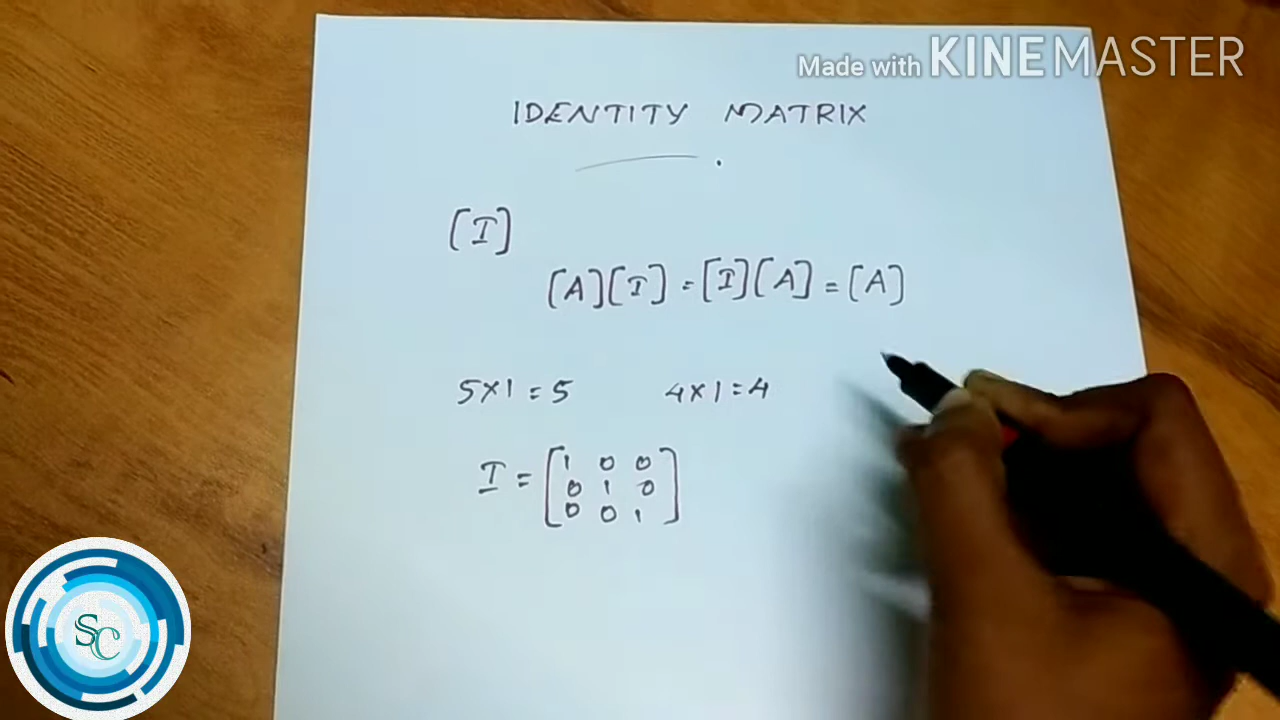 Made with KINEMASTER
IDENTITY MATRIX
[I]
[A][I] = [I][A] = [A]
5×1 = 5 4×1 = 4
I = [1 0 0
0 1 0
0 0 1]
SC